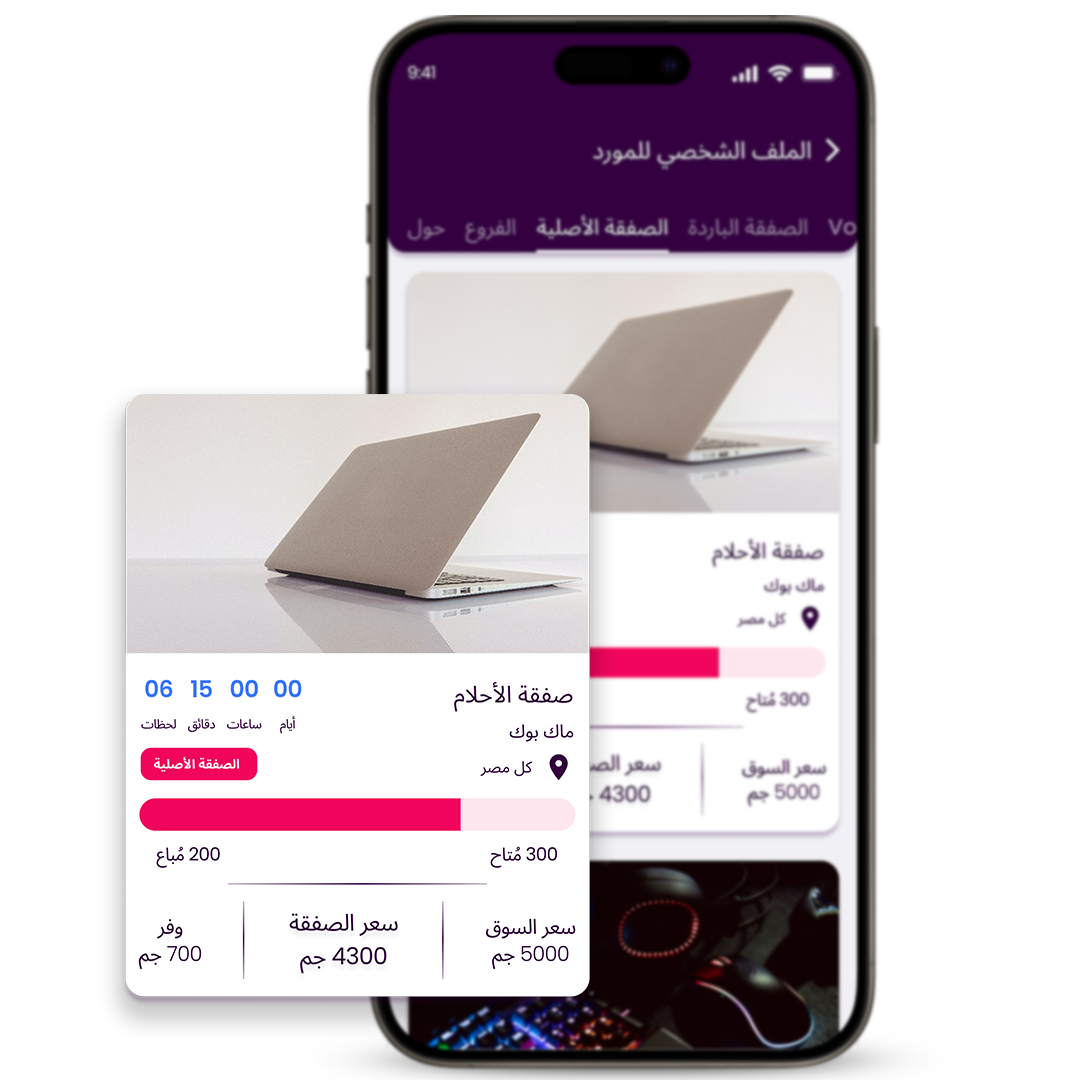 9:41
الملف الشخصي للمورد
Vo الصفقة الباردة الصفقة الأصلية الفروع حول
صفقة الأحلام
ماك بوك
كل مصر
300 مُتاح
سعر السوق سعر الصف
5000 جم 4300
صفقة الأحلام
00 00 15 06
أيام ساعات دقائق لحظات
ماك بوك
كل مصر
الصفقة الأصلية
300 مُتاح 200 مُباع
سعر السوق سعر الصفقة وفر
5000 جم 4300 جم 700 جم